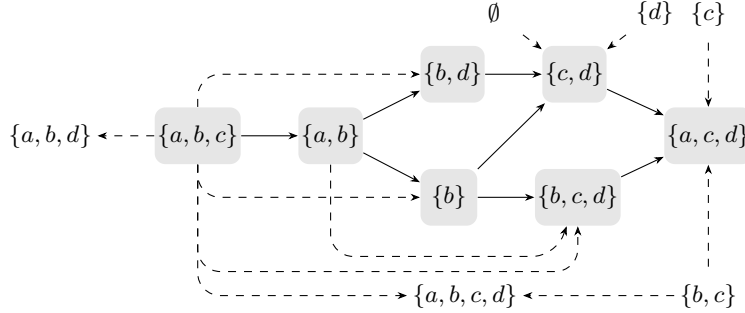 ∅ {d} {c}
{b, d} {c, d}
{a, b, d} {a, b, c} {a, b} {a, c, d}
{b} {b, c, d}
{a, b, c, d} {b, c}